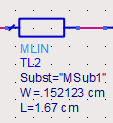 MLIN
TL2
Subst="MSub1"
W=.152123 cm
L=1.67 cm